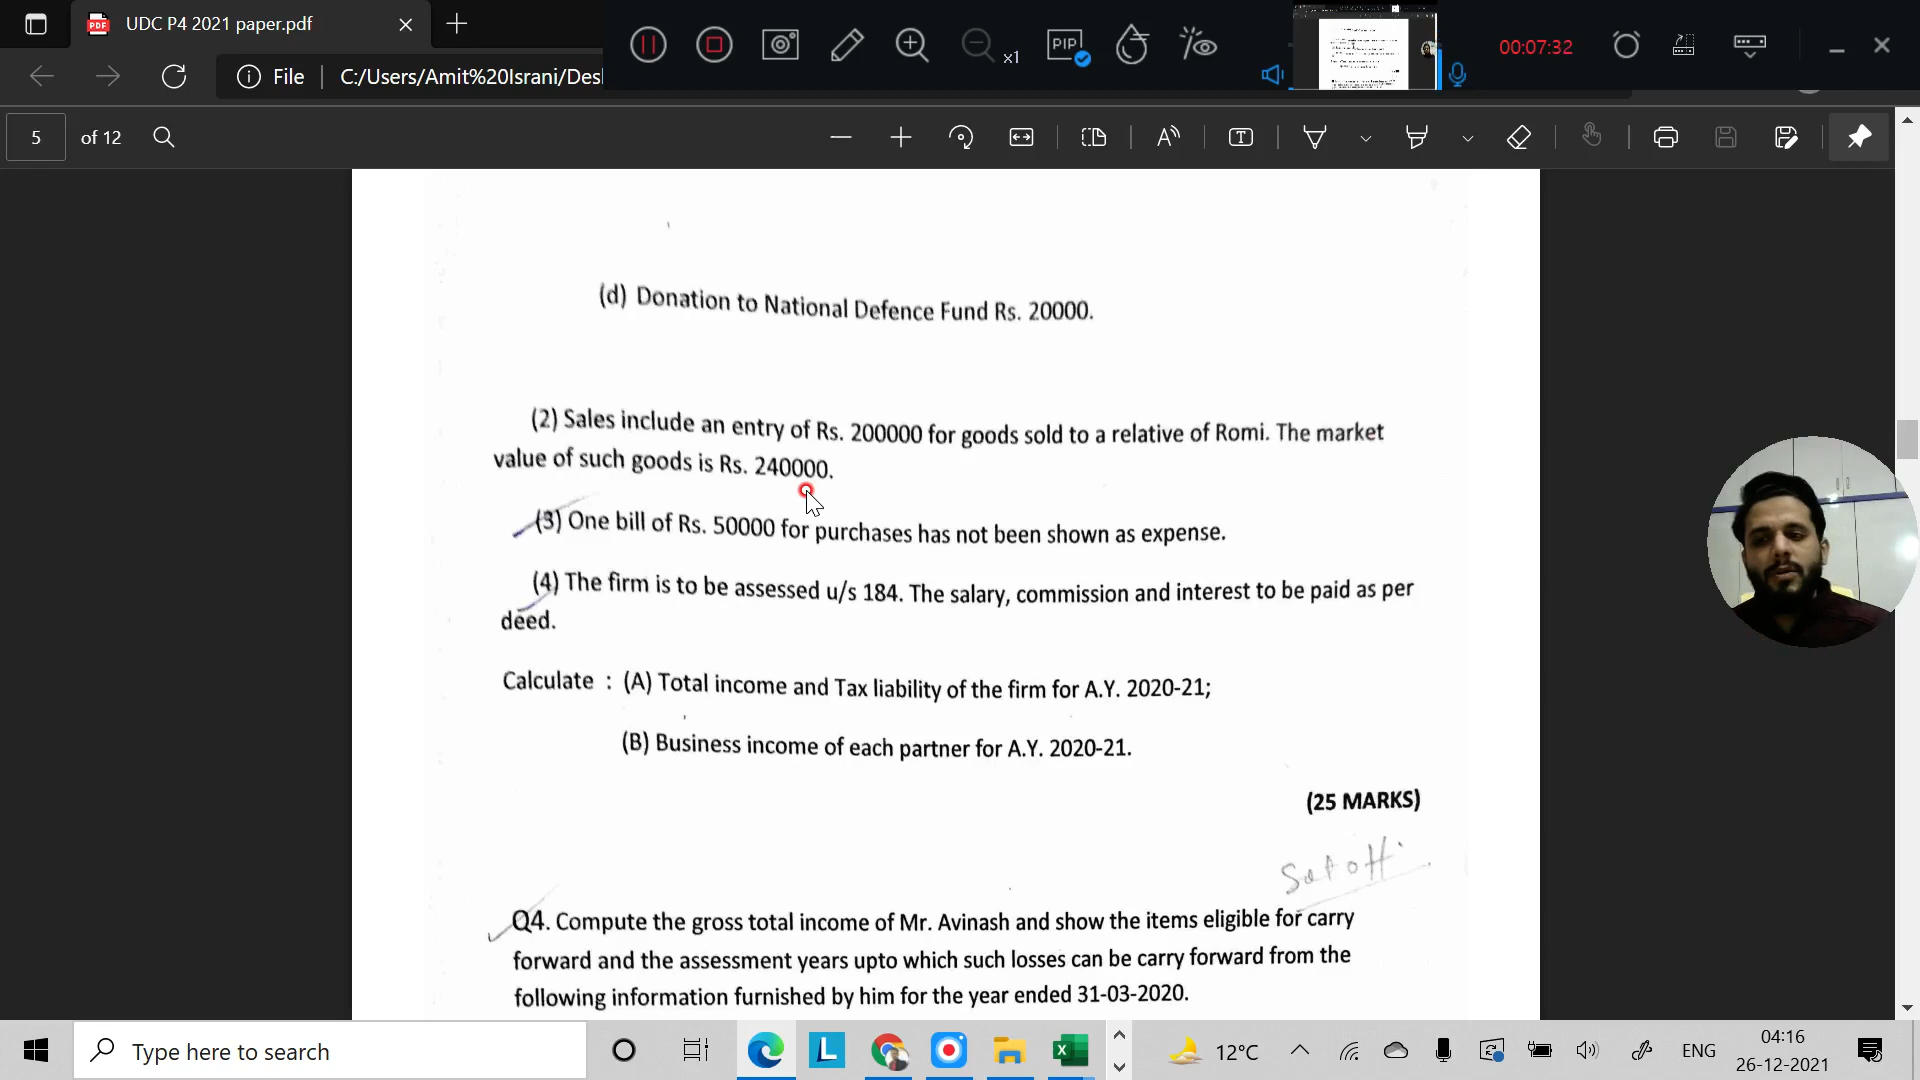 UDC P4 2021 paper.pdf
x1
PIP
00:07:32
File
C:/Users/Amit%20Israni/Desl
5 of 12
(d) Donation to National Defence Fund Rs. 20000.
(2) Sales include an entry of Rs. 200000 for goods sold to a relative of Romi. The market
value of such goods is Rs. 240000.
(3) One bill of Rs. 50000 for purchases has not been shown as expense.
(4) The firm is to be assessed u/s 184. The salary, commission and interest to be paid as per
deed.
Calculate : (A) Total income and Tax liability of the firm for A.Y. 2020-21;
(B) Business income of each partner for A.Y. 2020-21.
(25 MARKS)
Set off
Q4. Compute the gross total income of Mr. Avinash and show the items eligible for carry
forward and the assessment years upto which such losses can be carry forward from the
following information furnished by him for the year ended 31-03-2020.
Type here to search
12°C
ENG
04:16
26-12-2021